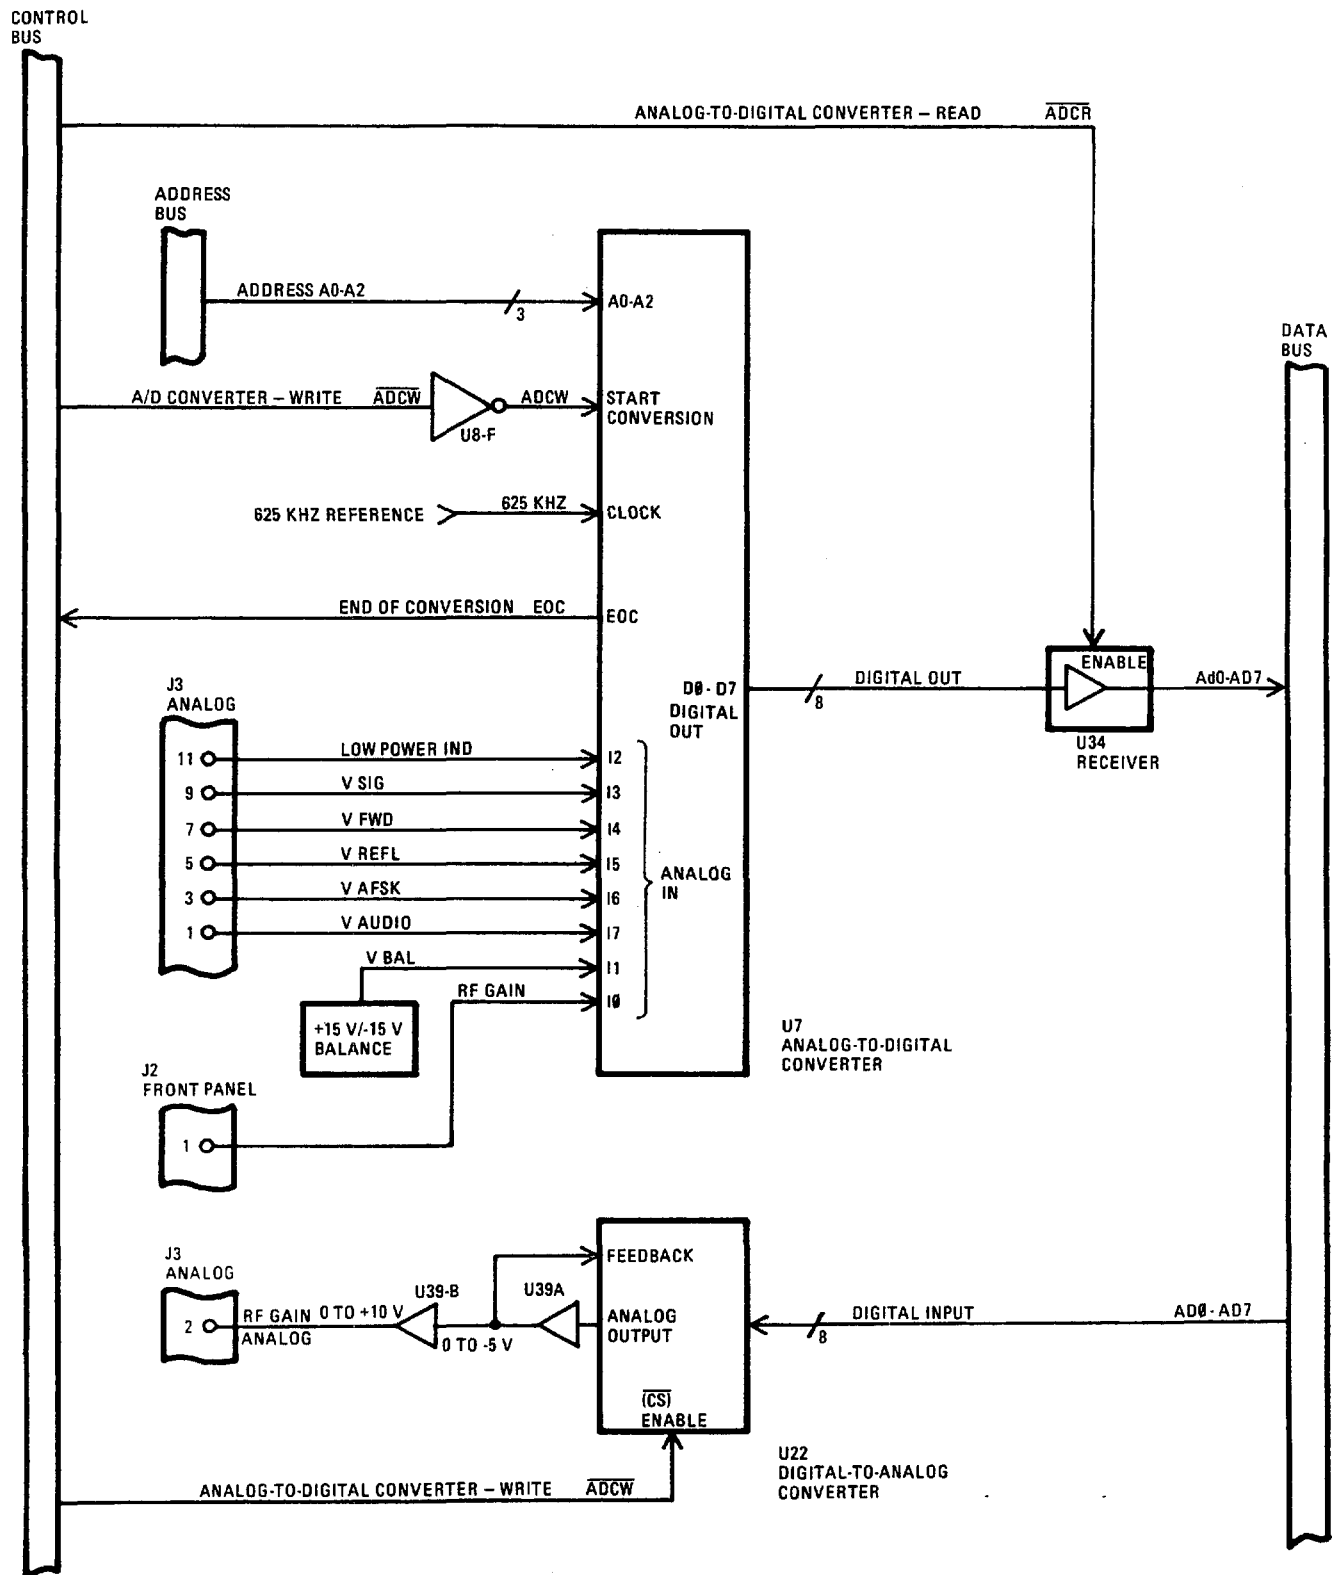 CONTROL
BUS
ANALOG-TO-DIGITAL CONVERTER – READ ADCR
ADDRESS
BUS
ADDRESS A0-A2
3
A0-A2
DATA
BUS
A/D CONVERTER – WRITE ADCW
ADCW
START
CONVERSION
U8-F
625 KHZ REFERENCE
625 KHZ
CLOCK
END OF CONVERSION EOC
EOC
ENABLE
D0 - D7
DIGITAL
OUT
8
DIGITAL OUT
Ad0-AD7
U34
RECEIVER
J3
ANALOG
11 LOW POWER IND I2
9 V SIG I3
7 V FWD I4
5 V REFL I5
3 V AFSK I6
1 V AUDIO I7
V BAL I1
RF GAIN I0
ANALOG
IN
+15 V/-15 V
BALANCE
U7
ANALOG-TO-DIGITAL
CONVERTER
J2
FRONT PANEL
1
J3
ANALOG
2
RF GAIN 0 TO +10 V
ANALOG
U39-B
0 TO -5 V
U39A
FEEDBACK
ANALOG
OUTPUT
(CS)
ENABLE
8
DIGITAL INPUT
AD0 - AD7
U22
DIGITAL-TO-ANALOG
CONVERTER
ANALOG-TO-DIGITAL CONVERTER – WRITE ADCW